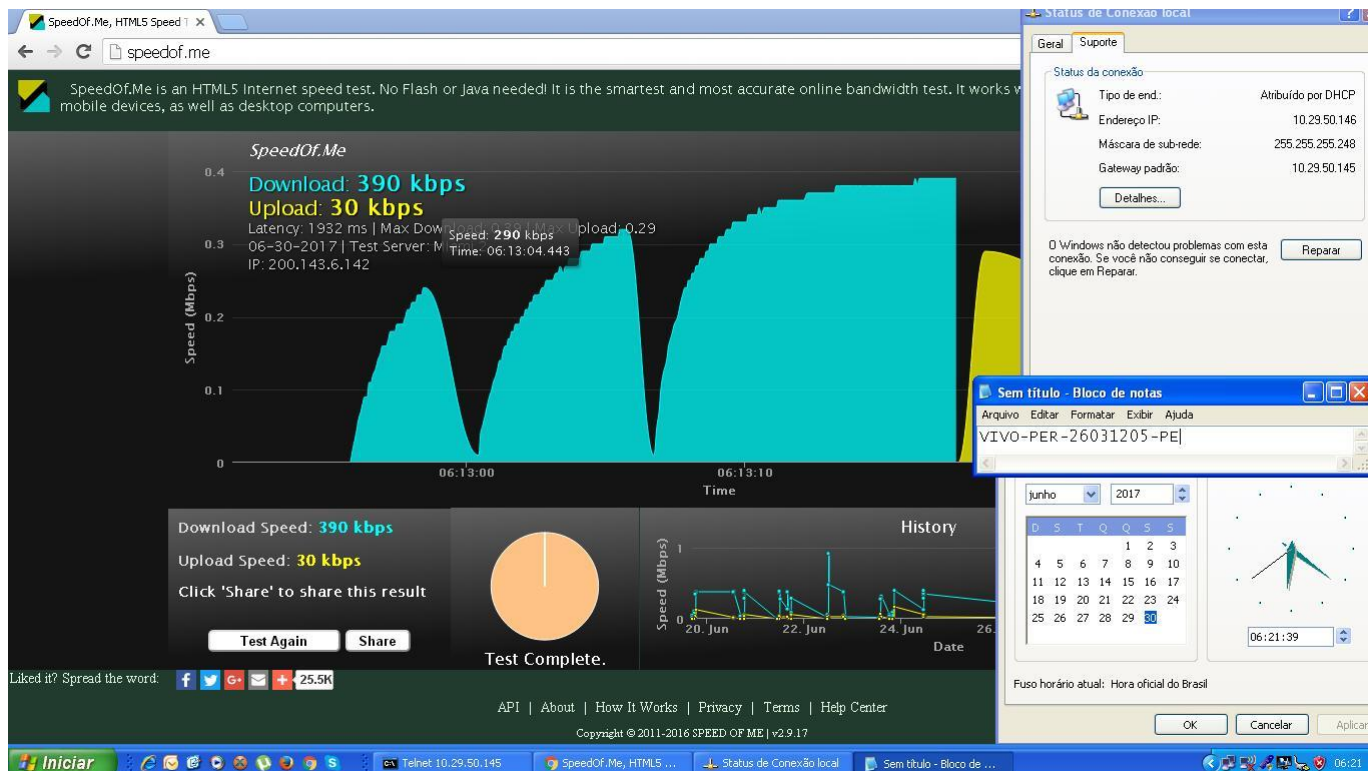 SpeedOf.Me, HTML5 Speed T
speedof.me
SpeedOf.Me is an HTML5 Internet speed test. No Flash or Java needed! It is the smartest and most accurate online bandwidth test. It works
mobile devices, as well as desktop computers.
SpeedOf.Me
Download: 390 kbps
Upload: 30 kbps
Latency: 1932 ms | Max Upload: 0.29
06-30-2017 | Test Server:
IP: 200.143.6.142
Speed: 290 kbps
Time: 06:13:04.443
Speed (Mbps)
0.4
0.3
0.2
0.1
0
06:13:00
06:13:10
Time
Download Speed: 390 kbps
Upload Speed: 30 kbps
Click 'Share' to share this result
Test Again
Share
Test Complete.
History
Speed (Mbps)
1
0
20. Jun
22. Jun
24. Jun
26.
Date
Liked it? Spread the word:
25.5K
API | About | How It Works | Privacy | Terms | Help Center
Copyright © 2011-2016 SPEED OF ME | v2.9.17
Status de Conexão local
Geral
Suporte
Status da conexão
Tipo de end.: Atribuído por DHCP
Endereço IP: 10.29.50.146
Máscara de sub-rede: 255.255.255.248
Gateway padrão: 10.29.50.145
Detalhes...
O Windows não detectou problemas com esta
conexão. Se você não conseguir se conectar,
clique em Reparar.
Reparar
Sem título - Bloco de notas
Arquivo Editar Formatar Exibir Ajuda
VIVO-PER-26031205-PE
junho
2017
D S T Q Q S S
1 2 3
4 5 6 7 8 9 10
11 12 13 14 15 16 17
18 19 20 21 22 23 24
25 26 27 28 29 30
06:21:39
Fuso horário atual: Hora oficial do Brasil
OK
Cancelar
Aplicar
Iniciar
Telnet 10.29.50.145
SpeedOf.Me, HTML5 ...
Status de Conexão local
Sem título - Bloco de ...
06:21